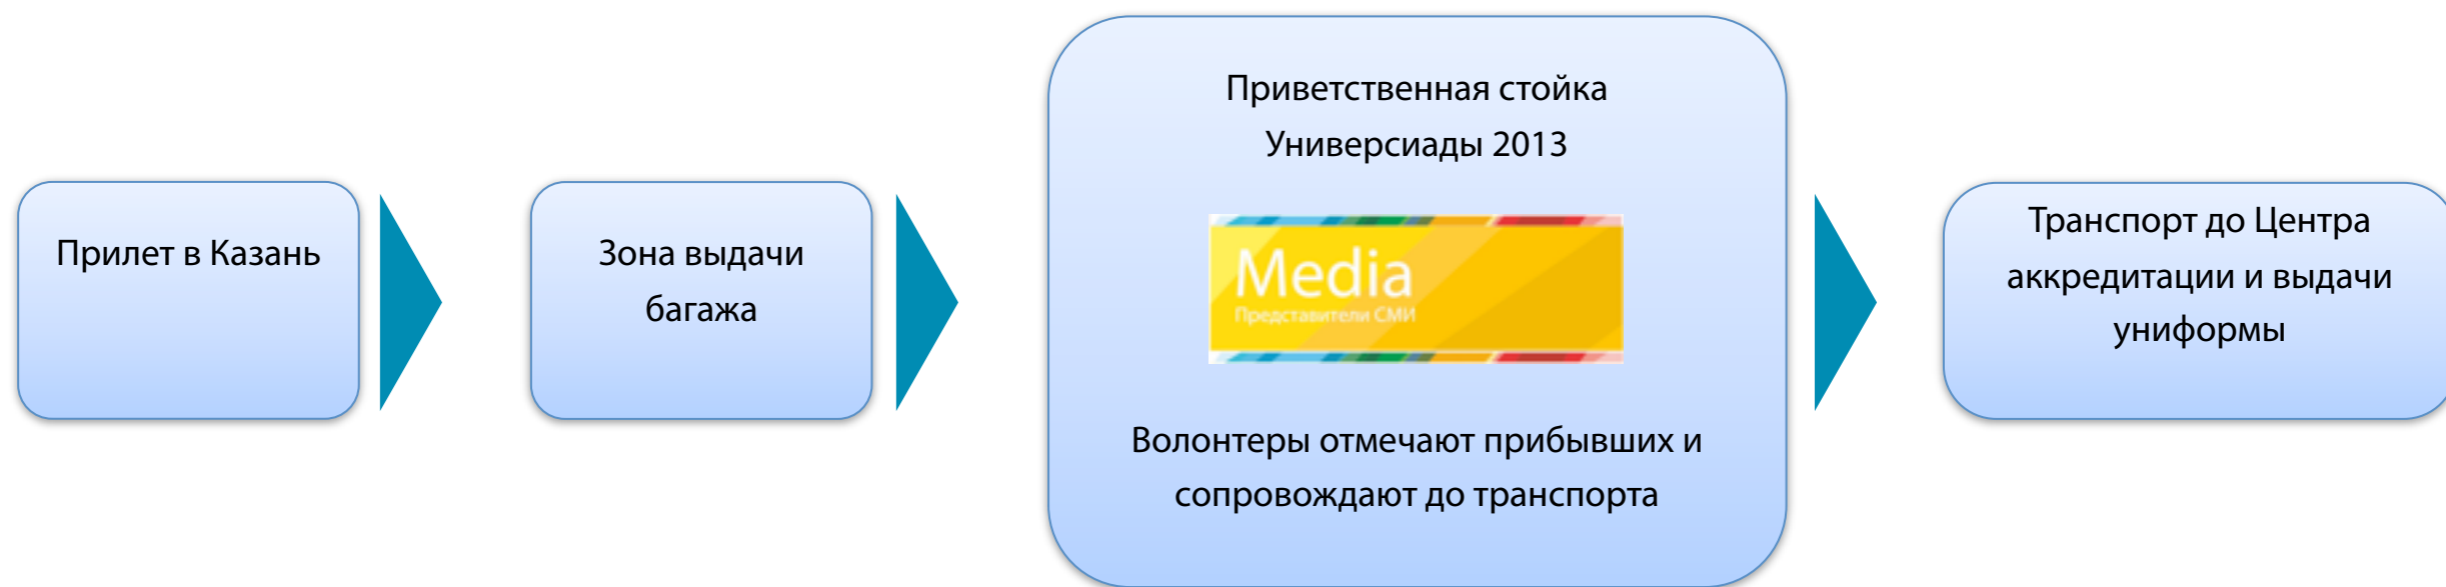 Прилет в Казань
Зона выдачи
багажа
Приветственная стойка
Универсиады 2013
Media
Представители СМИ
Волонтеры отмечают прибывших и
сопровождают до транспорта
Транспорт до Центра
аккредитации и выдачи
униформы